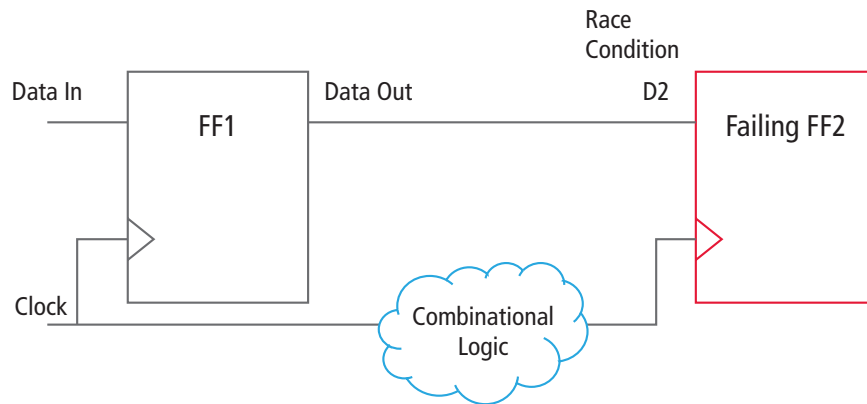 Race
Condition
Data In
Data Out
D2
FF1
Failing FF2
Clock
Combinational
Logic